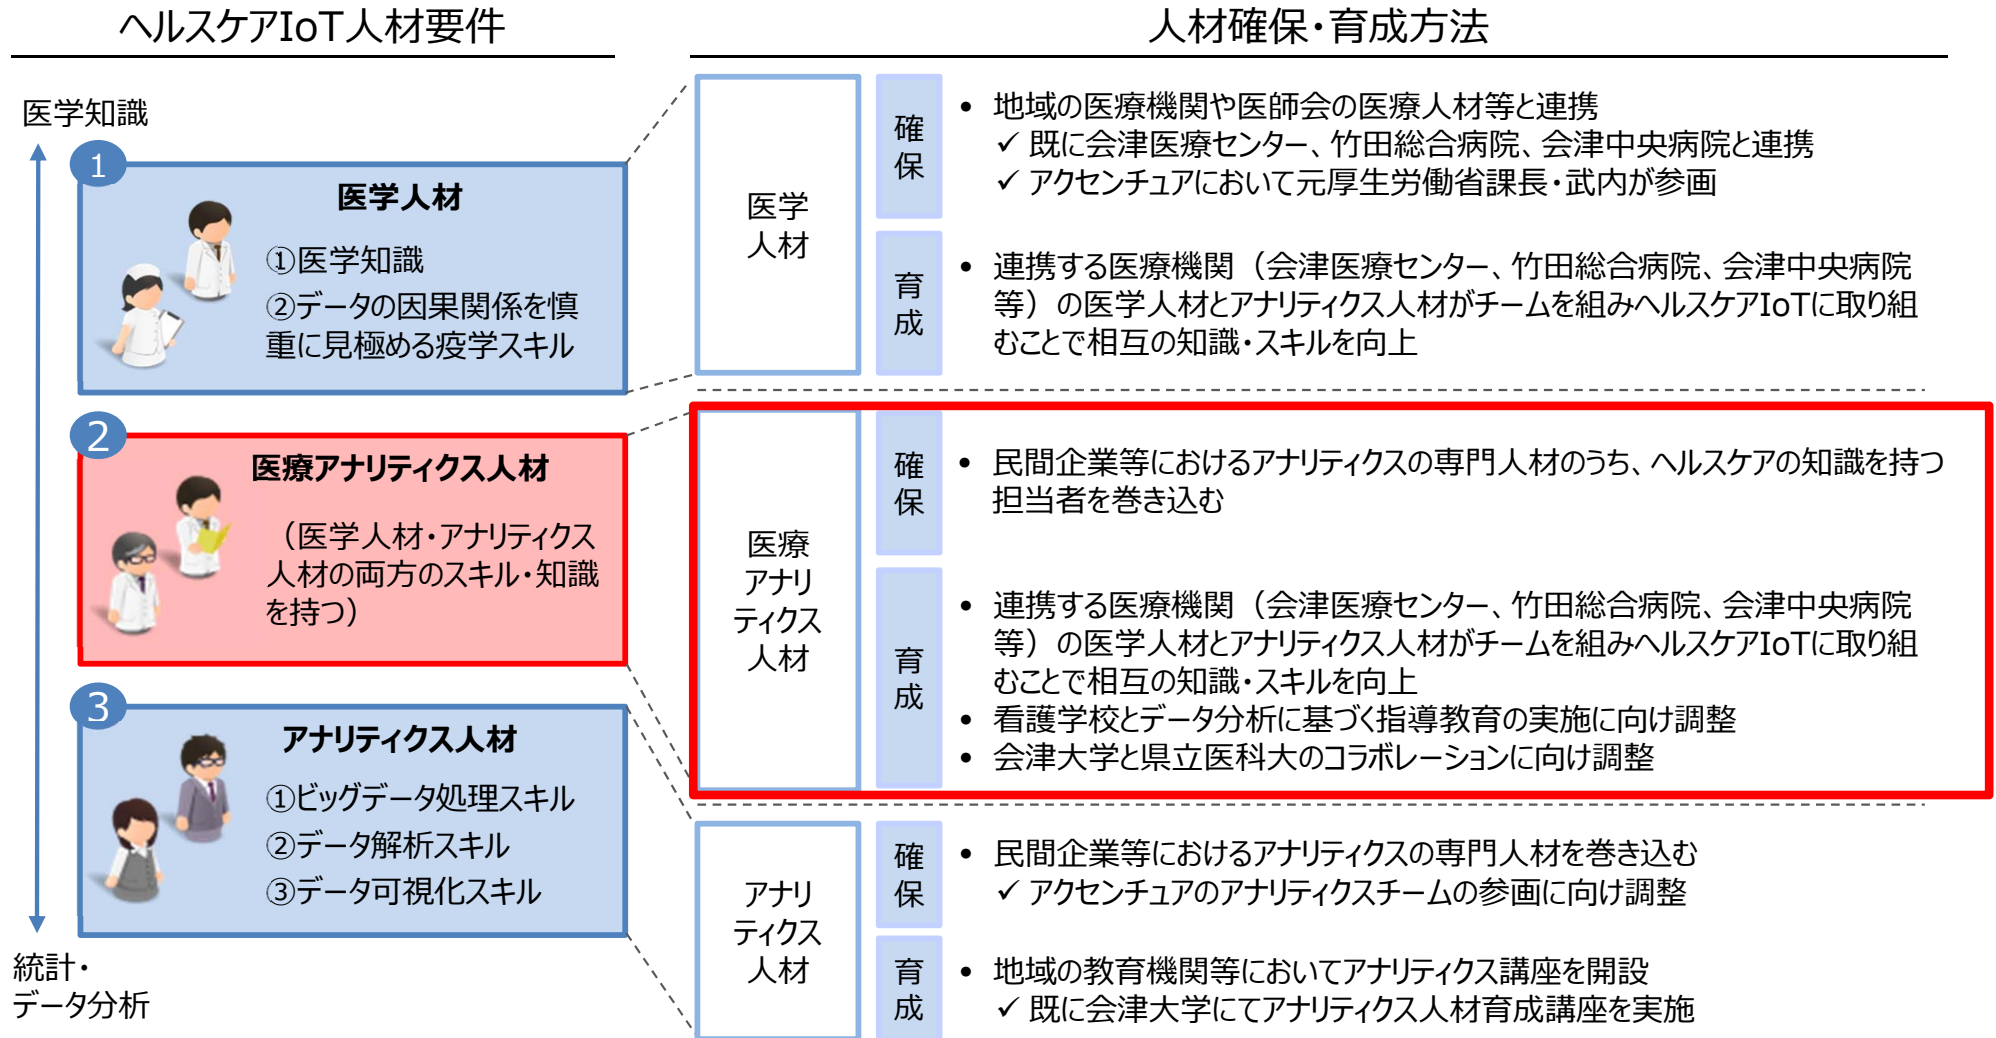 ヘルスケアIoT人材要件
人材確保・育成方法
医学知識
1
医学人材
①医学知識
②データの因果関係を慎
重に見極める疫学スキル
2
医療アナリティクス人材
（医学人材・アナリティクス
人材の両方のスキル・知識
を持つ）
3
アナリティクス人材
①ビッグデータ処理スキル
②データ解析スキル
③データ可視化スキル
統計・
データ分析
医学
人材
確
保
• 地域の医療機関や医師会の医療人材等と連携
✓ 既に会津医療センター、竹田総合病院、会津中央病院と連携
✓ アクセンチュアにおいて元厚生労働省課長・武内が参画
育
成
• 連携する医療機関（会津医療センター、竹田総合病院、会津中央病院
等）の医学人材とアナリティクス人材がチームを組みヘルスケアIoTに取り組
むことで相互の知識・スキルを向上
医療
アナリ
ティクス
人材
確
保
• 民間企業等におけるアナリティクスの専門人材のうち、ヘルスケアの知識を持つ
担当者を巻き込む
育
成
• 連携する医療機関（会津医療センター、竹田総合病院、会津中央病院
等）の医学人材とアナリティクス人材がチームを組みヘルスケアIoTに取り組
むことで相互の知識・スキルを向上
• 看護学校とデータ分析に基づく指導教育の実施に向け調整
• 会津大学と県立医科大のコラボレーションに向け調整
アナリ
ティクス
人材
確
保
• 民間企業等におけるアナリティクスの専門人材を巻き込む
✓ アクセンチュアのアナリティクスチームの参画に向け調整
育
成
• 地域の教育機関等においてアナリティクス講座を開設
✓ 既に会津大学にてアナリティクス人材育成講座を実施